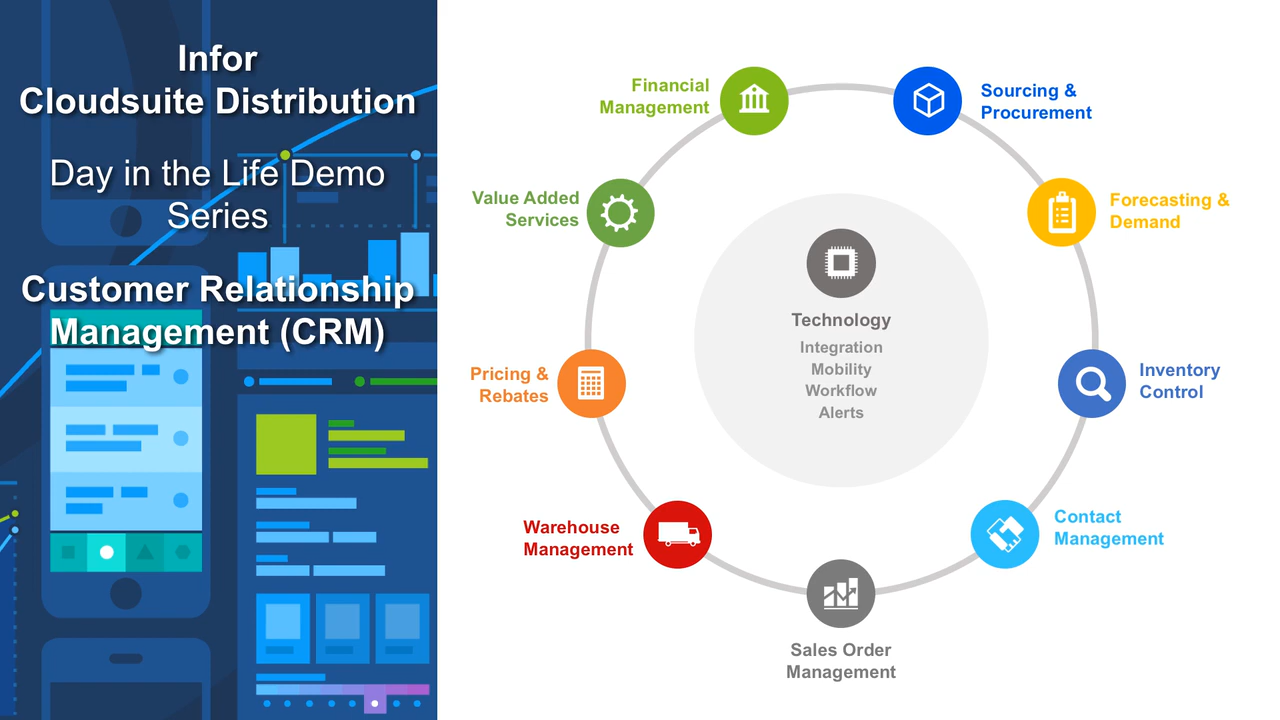 Infor
Cloudsuite Distribution
Day in the Life Demo
Series
Customer Relationship
Management (CRM)
Financial
Management
Sourcing &
Procurement
Value Added
Services
Forecasting &
Demand
Technology
Integration
Mobility
Workflow
Alerts
Pricing &
Rebates
Inventory
Control
Warehouse
Management
Contact
Management
Sales Order
Management